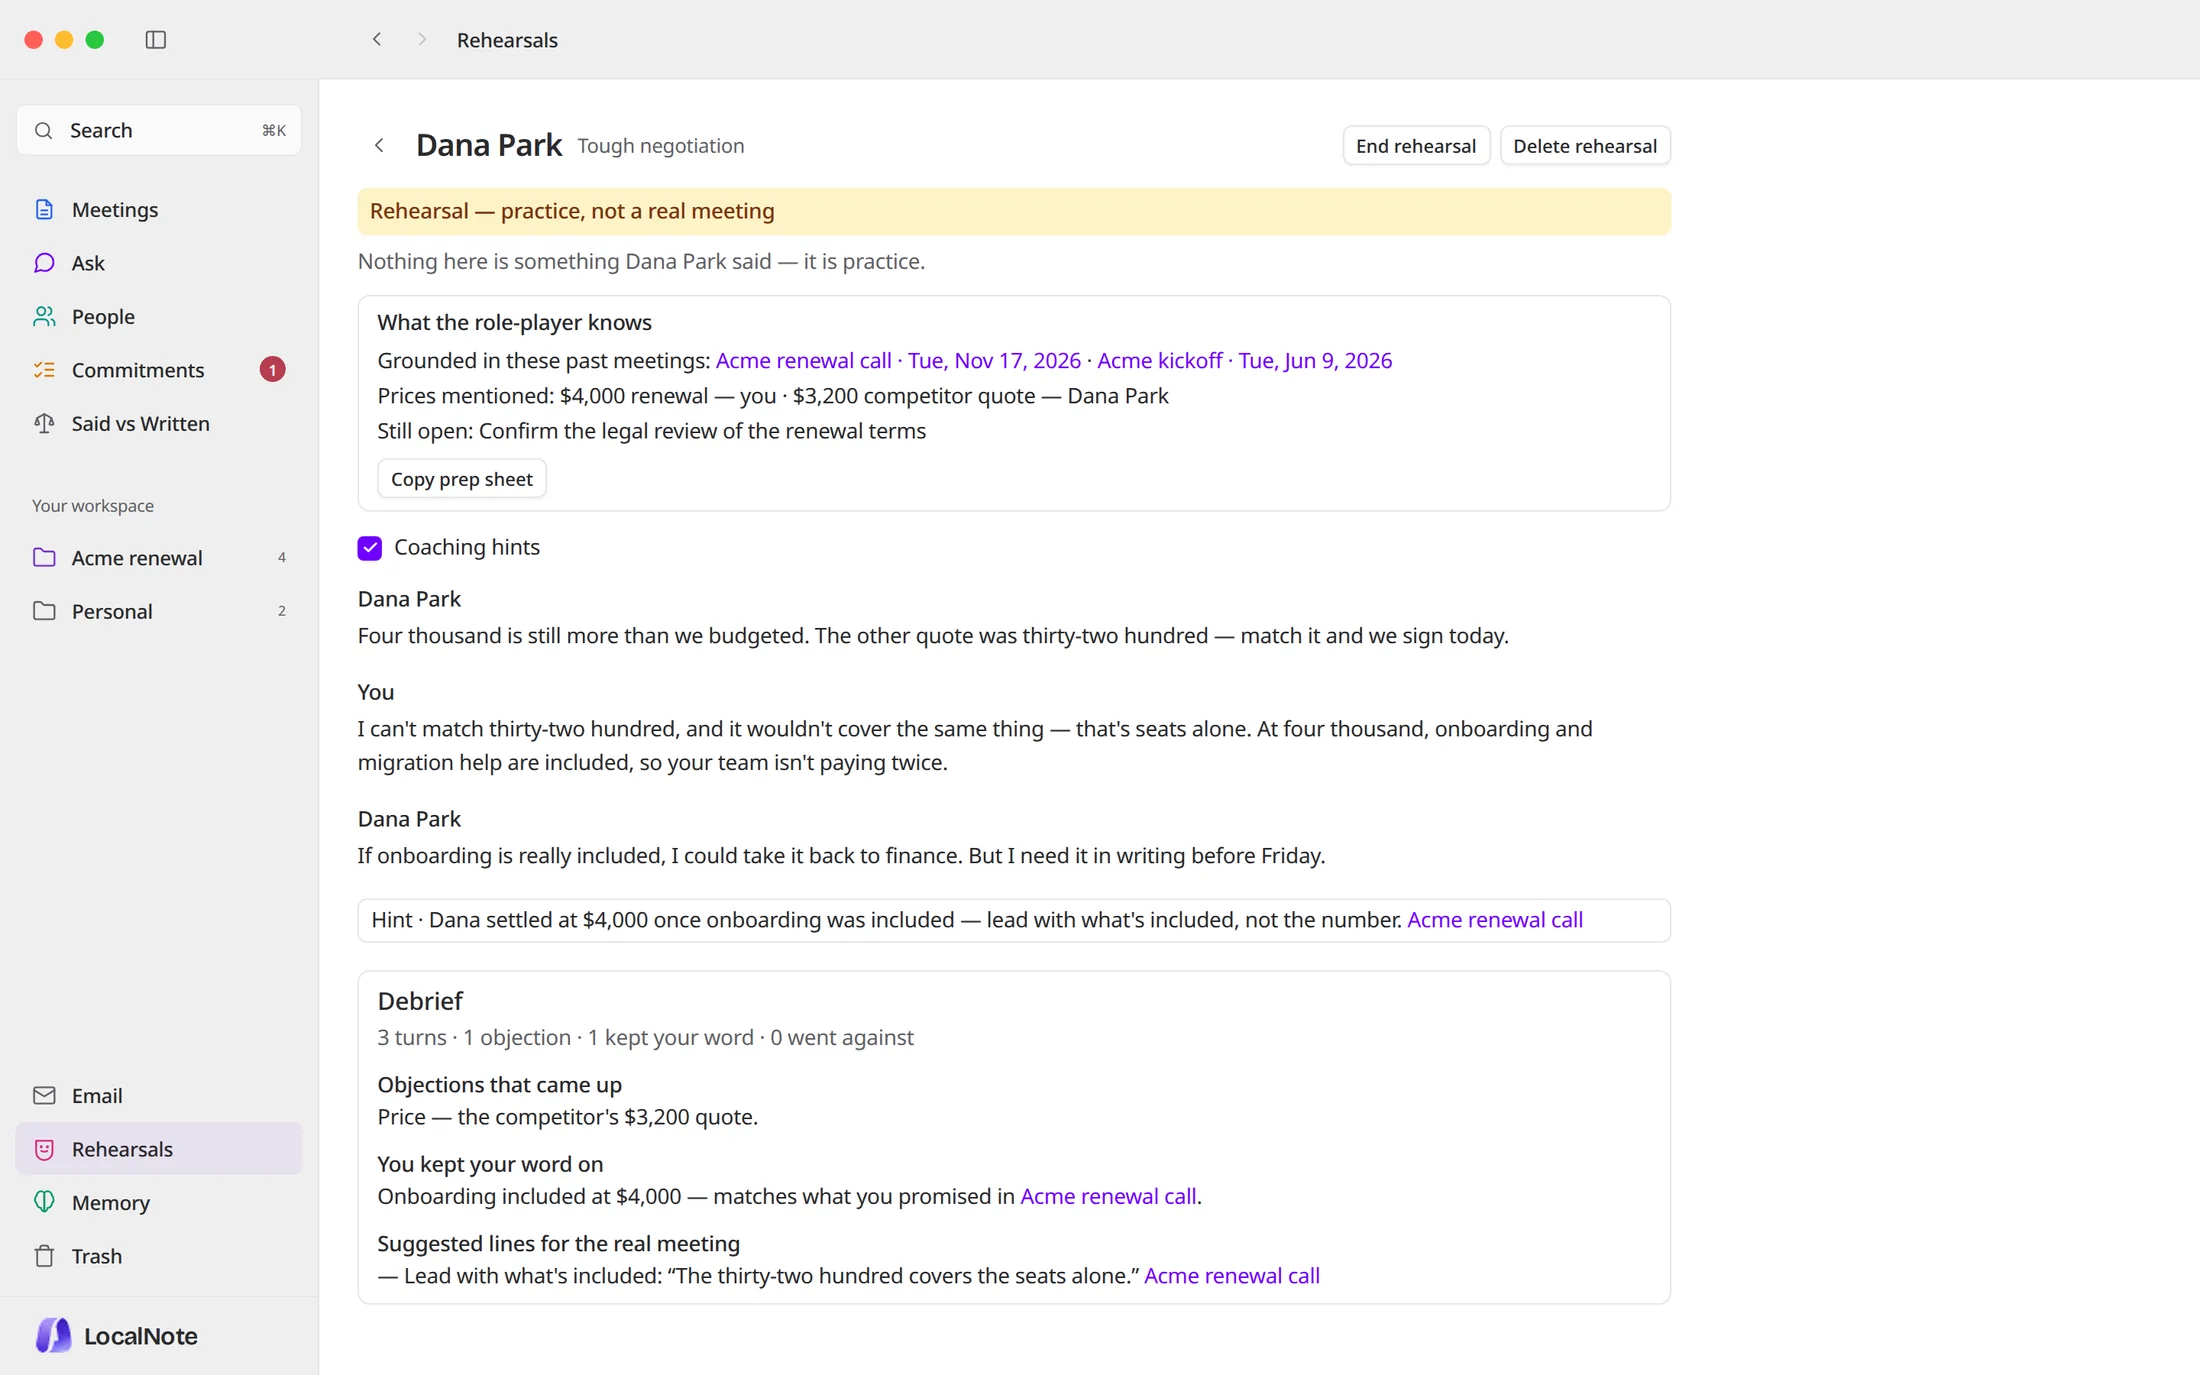 Rehearsals
Search ⌘K
Meetings
Ask
People
Commitments 1
Said vs Written
Your workspace
Acme renewal 4
Personal 2
Email
Rehearsals
Memory
Trash
LocalNote
Dana Park Tough negotiation
End rehearsal
Delete rehearsal
Rehearsal — practice, not a real meeting
Nothing here is something Dana Park said — it is practice.
What the role-player knows
Grounded in these past meetings: Acme renewal call · Tue, Nov 17, 2026 · Acme kickoff · Tue, Jun 9, 2026
Prices mentioned: $4,000 renewal — you · $3,200 competitor quote — Dana Park
Still open: Confirm the legal review of the renewal terms
Copy prep sheet
Coaching hints
Dana Park
Four thousand is still more than we budgeted. The other quote was thirty-two hundred — match it and we sign today.
You
I can't match thirty-two hundred, and it wouldn't cover the same thing — that's seats alone. At four thousand, onboarding and
migration help are included, so your team isn't paying twice.
Dana Park
If onboarding is really included, I could take it back to finance. But I need it in writing before Friday.
Hint · Dana settled at $4,000 once onboarding was included — lead with what's included, not the number. Acme renewal call
Debrief
3 turns · 1 objection · 1 kept your word · 0 went against
Objections that came up
Price — the competitor's $3,200 quote.
You kept your word on
Onboarding included at $4,000 — matches what you promised in Acme renewal call.
Suggested lines for the real meeting
— Lead with what's included: “The thirty-two hundred covers the seats alone.” Acme renewal call